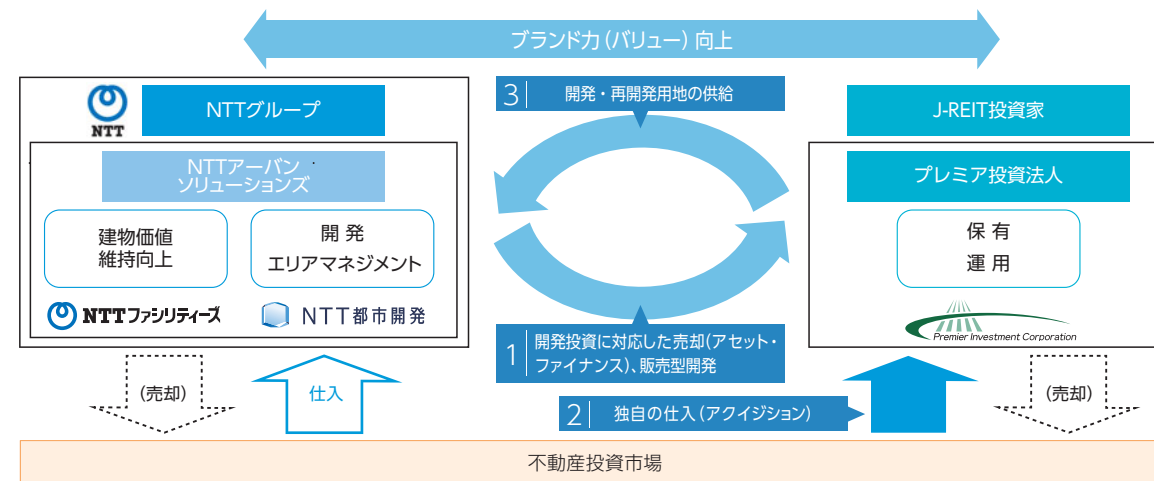 ブランド力（バリュー）向上
NTT
NTTグループ
NTTアーバン
ソリューションズ
建物価値
維持向上
開 発
エリアマネジメント
NTTファシリティーズ
NTT都市開発
3 開発・再開発用地の供給
1 開発投資に対応した売却（アセット・
ファイナンス）、販売型開発
2 独自の仕入（アクイジション）
J-REIT投資家
プレミア投資法人
保 有
運 用
Premier Investment Corporation
（売却）
仕入
（売却）
不動産投資市場